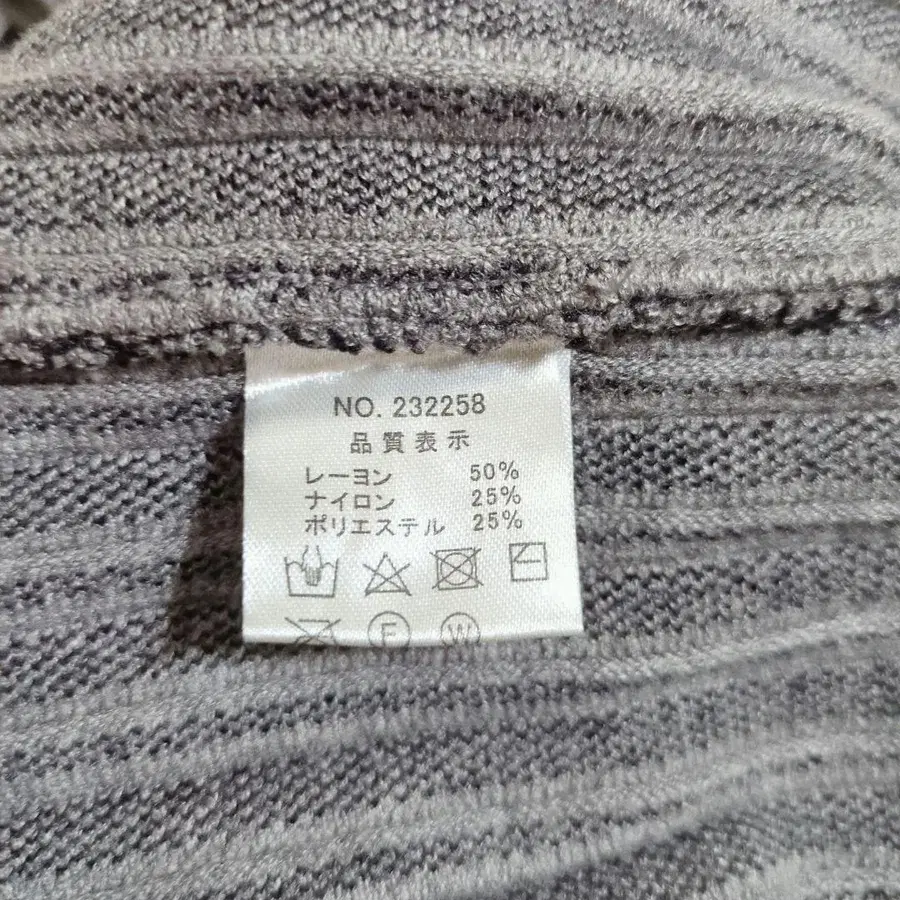 NO. 232258
品質表示
レーヨン 50%
ナイロン 25%
ポリエステル 25%
F W